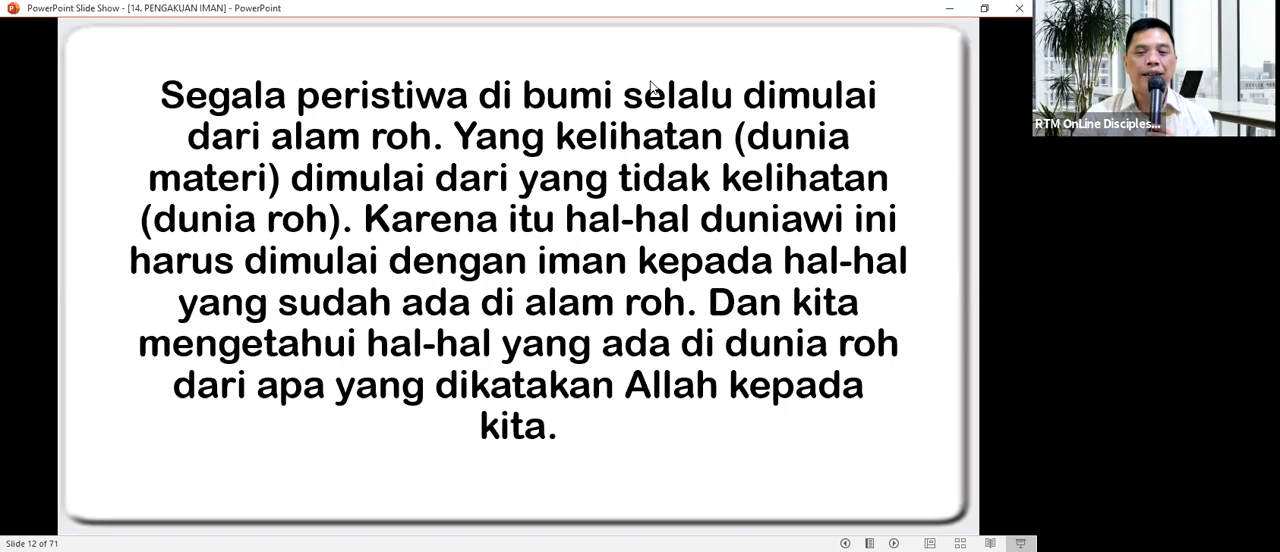 PowerPoint Slide Show - [14. PENGAKUAN IMAN] - PowerPoint
Segala peristiwa di bumi selalu dimulai
dari alam roh. Yang kelihatan (dunia
materi) dimulai dari yang tidak kelihatan
(dunia roh). Karena itu hal-hal duniawi ini
harus dimulai dengan iman kepada hal-hal
yang sudah ada di alam roh. Dan kita
mengetahui hal-hal yang ada di dunia roh
dari apa yang dikatakan Allah kepada
kita.
RTM OnLine Disciples...
Slide 12 of 71